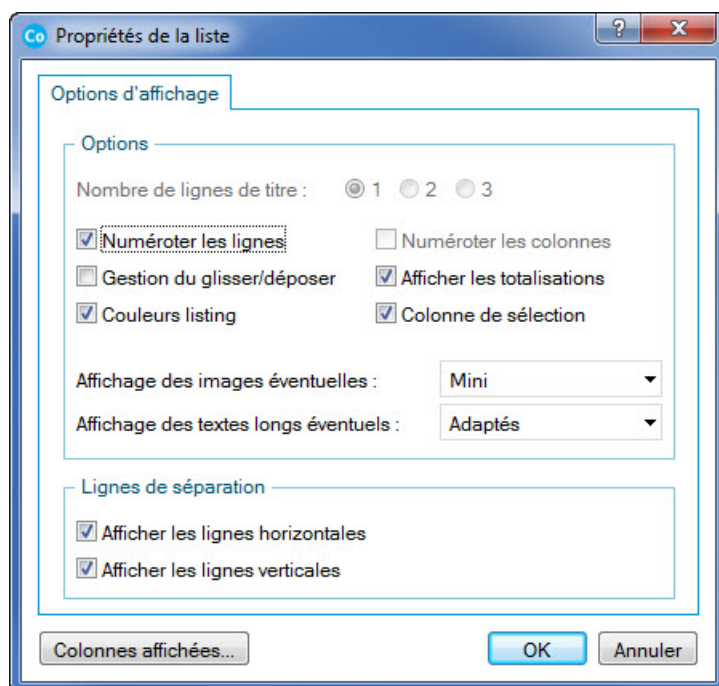 Co Propriétés de la liste ? X
Options d'affichage
Options
Nombre de lignes de titre : 1 2 3
Numéroter les lignes Numéroter les colonnes
Gestion du glisser/déposer Afficher les totalisations
Couleurs listing Colonne de sélection
Affichage des images éventuelles : Mini
Affichage des textes longs éventuels : Adaptés
Lignes de séparation
Afficher les lignes horizontales
Afficher les lignes verticales
Colonnes affichées... OK Annuler